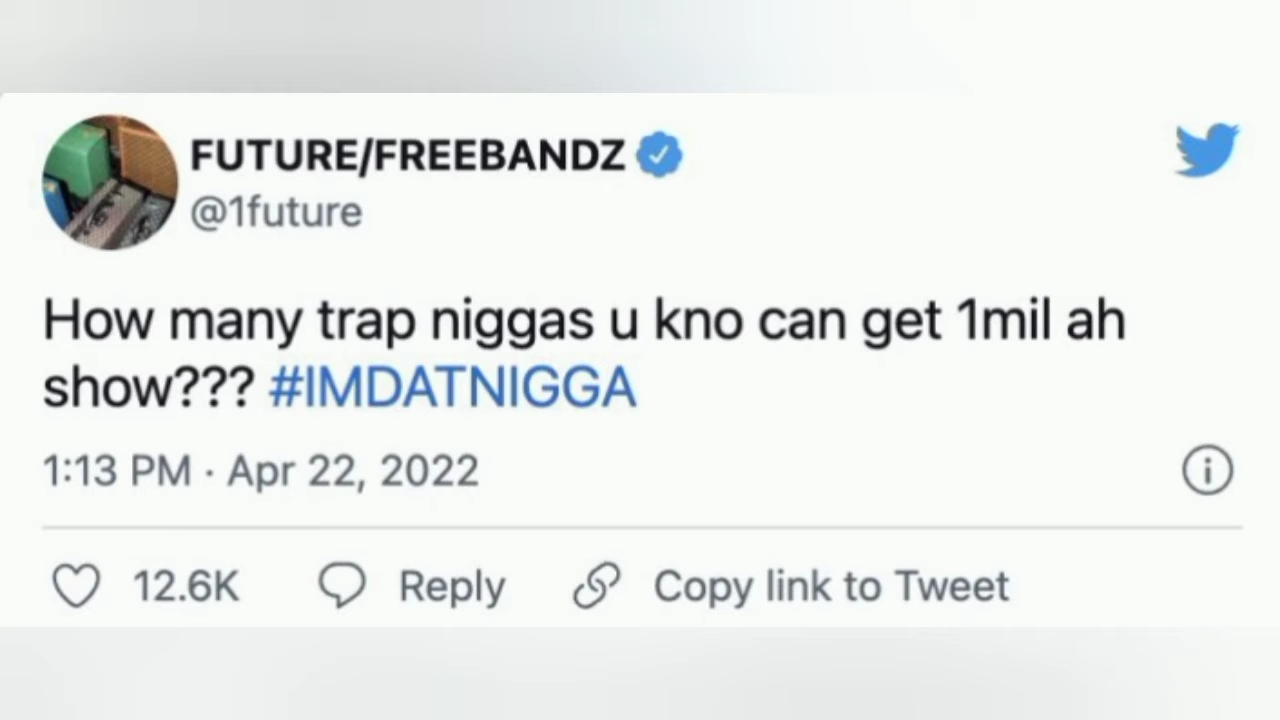 FUTURE/FREEBANDZ
@1future
How many trap niggas u kno can get 1mil ah
show??? #IMDATNIGGA
1:13 PM · Apr 22, 2022
12.6K Reply Copy link to Tweet